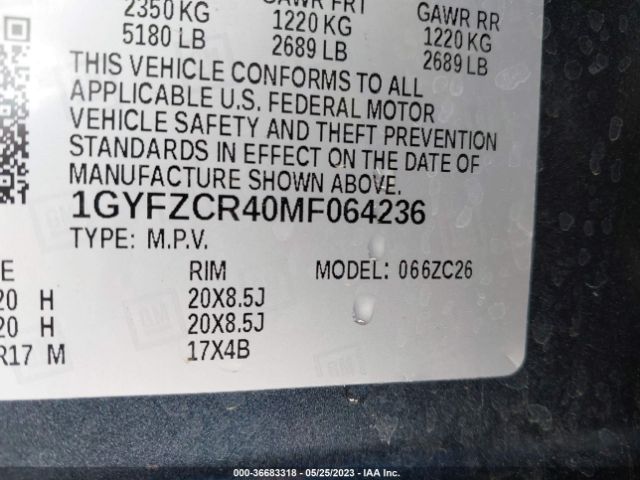 GAWR FRT GAWR RR
2350 KG 1220 KG 1220 KG
5180 LB 2689 LB 2689 LB
THIS VEHICLE CONFORMS TO ALL
APPLICABLE U.S. FEDERAL MOTOR
VEHICLE SAFETY AND THEFT PREVENTION
STANDARDS IN EFFECT ON THE DATE OF
MANUFACTURE SHOWN ABOVE.
1GYFZCR40MF064236
TYPE: M.P.V.
E RIM MODEL: 066ZC26
20 H 20X8.5J
20 H 20X8.5J
R17 M 17X4B
GM
000-36683318 - 05/25/2023 - IAA Inc.